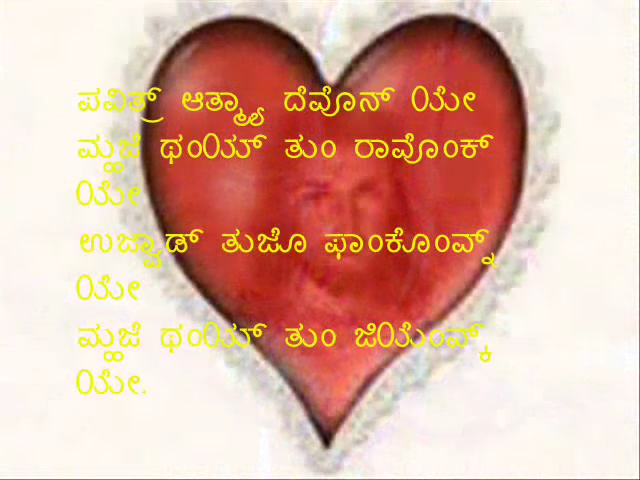 ಪವಿತ್ರ್ ಆತ್ಮ್ಯಾ ದೆವೊನ್ 0ಯೇ
ಮ್ಹಜೆ ಥಂ0ಯ್ ತುಂ ರಾವೊಂಕ್
0ಯೇ
ಉಜ್ವಾಡ್ ತುಜೊ ಫಾಂಕೊಂವ್ನ್
0ಯೇ
ಮ್ಹಜೆ ಥಂ0ಯ್ ತುಂ ಜಿ0ಯೆಂವ್ಕ್
0ಯೇ.